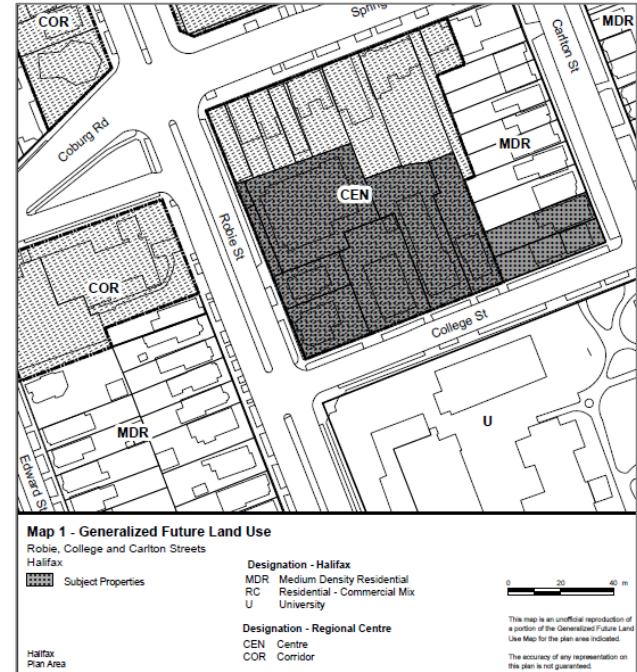 COR
Spring
Carlton St
MDR
Coburg Rd
MDR
CEN
Robie St
COR
College St
MDR
U
Edward St
Map 1 - Generalized Future Land Use
Robie, College and Carlton Streets
Halifax
Subject Properties
Designation - Halifax
MDR Medium Density Residential
RC Residential - Commercial Mix
U University
Designation - Regional Centre
CEN Centre
COR Corridor
0 20 40 m
This map is an unofficial reproduction of
a portion of the Generalized Future Land
Use Map for the plan area indicated.
The accuracy of any representation on
this plan is not guaranteed.
Halifax
Plan Area